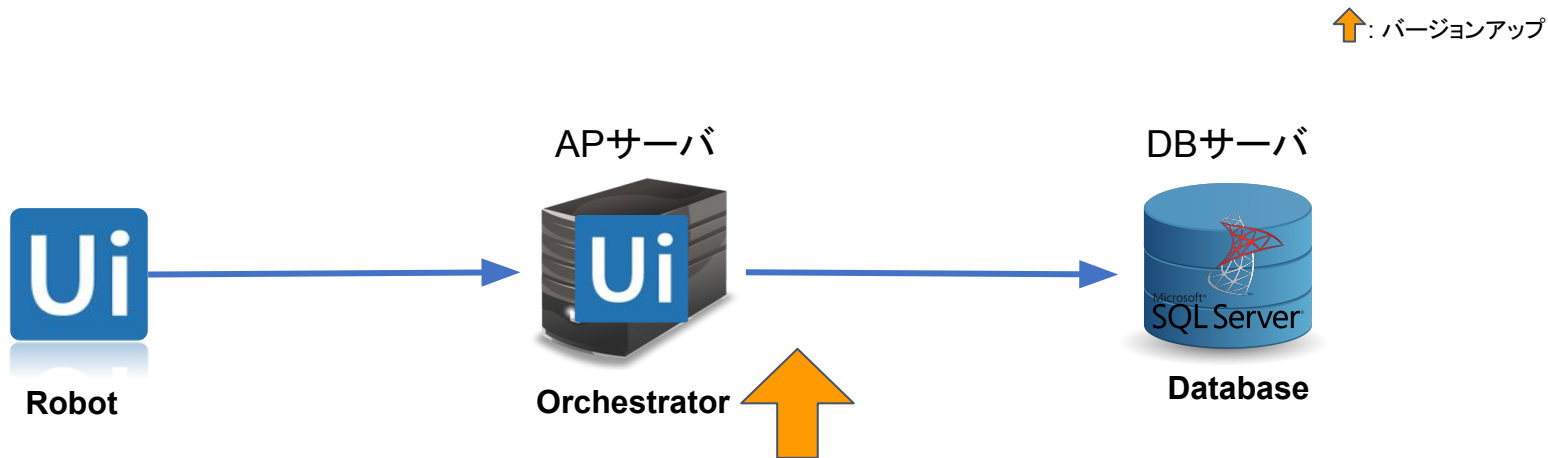 : バージョンアップ
APサーバ
DBサーバ
Ui
Ui
Microsoft®
SQL Server
Robot
Orchestrator
Database